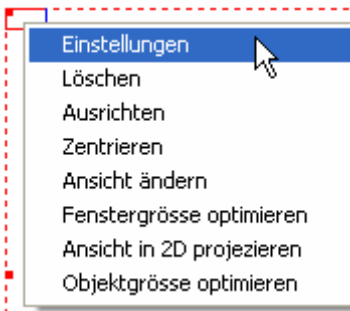 Einstellungen
Löschen
Ausrichten
Zentrieren
Ansicht ändern
Fenstergrösse optimieren
Ansicht in 2D projezieren
Objektgrösse optimieren